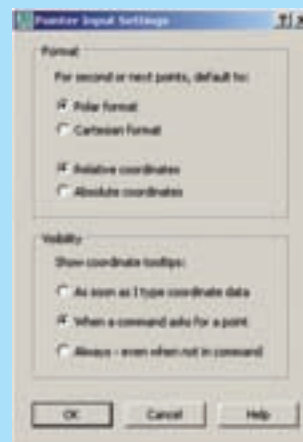 Pointer Input Settings
Format
For second or next points, default to:
Polar format
Cartesian format
Relative coordinates
Absolute coordinates
Visibility
Show coordinate tooltips:
As soon as I type coordinate data
When a command asks for a point
Always - even when not in command
OK
Cancel
Help